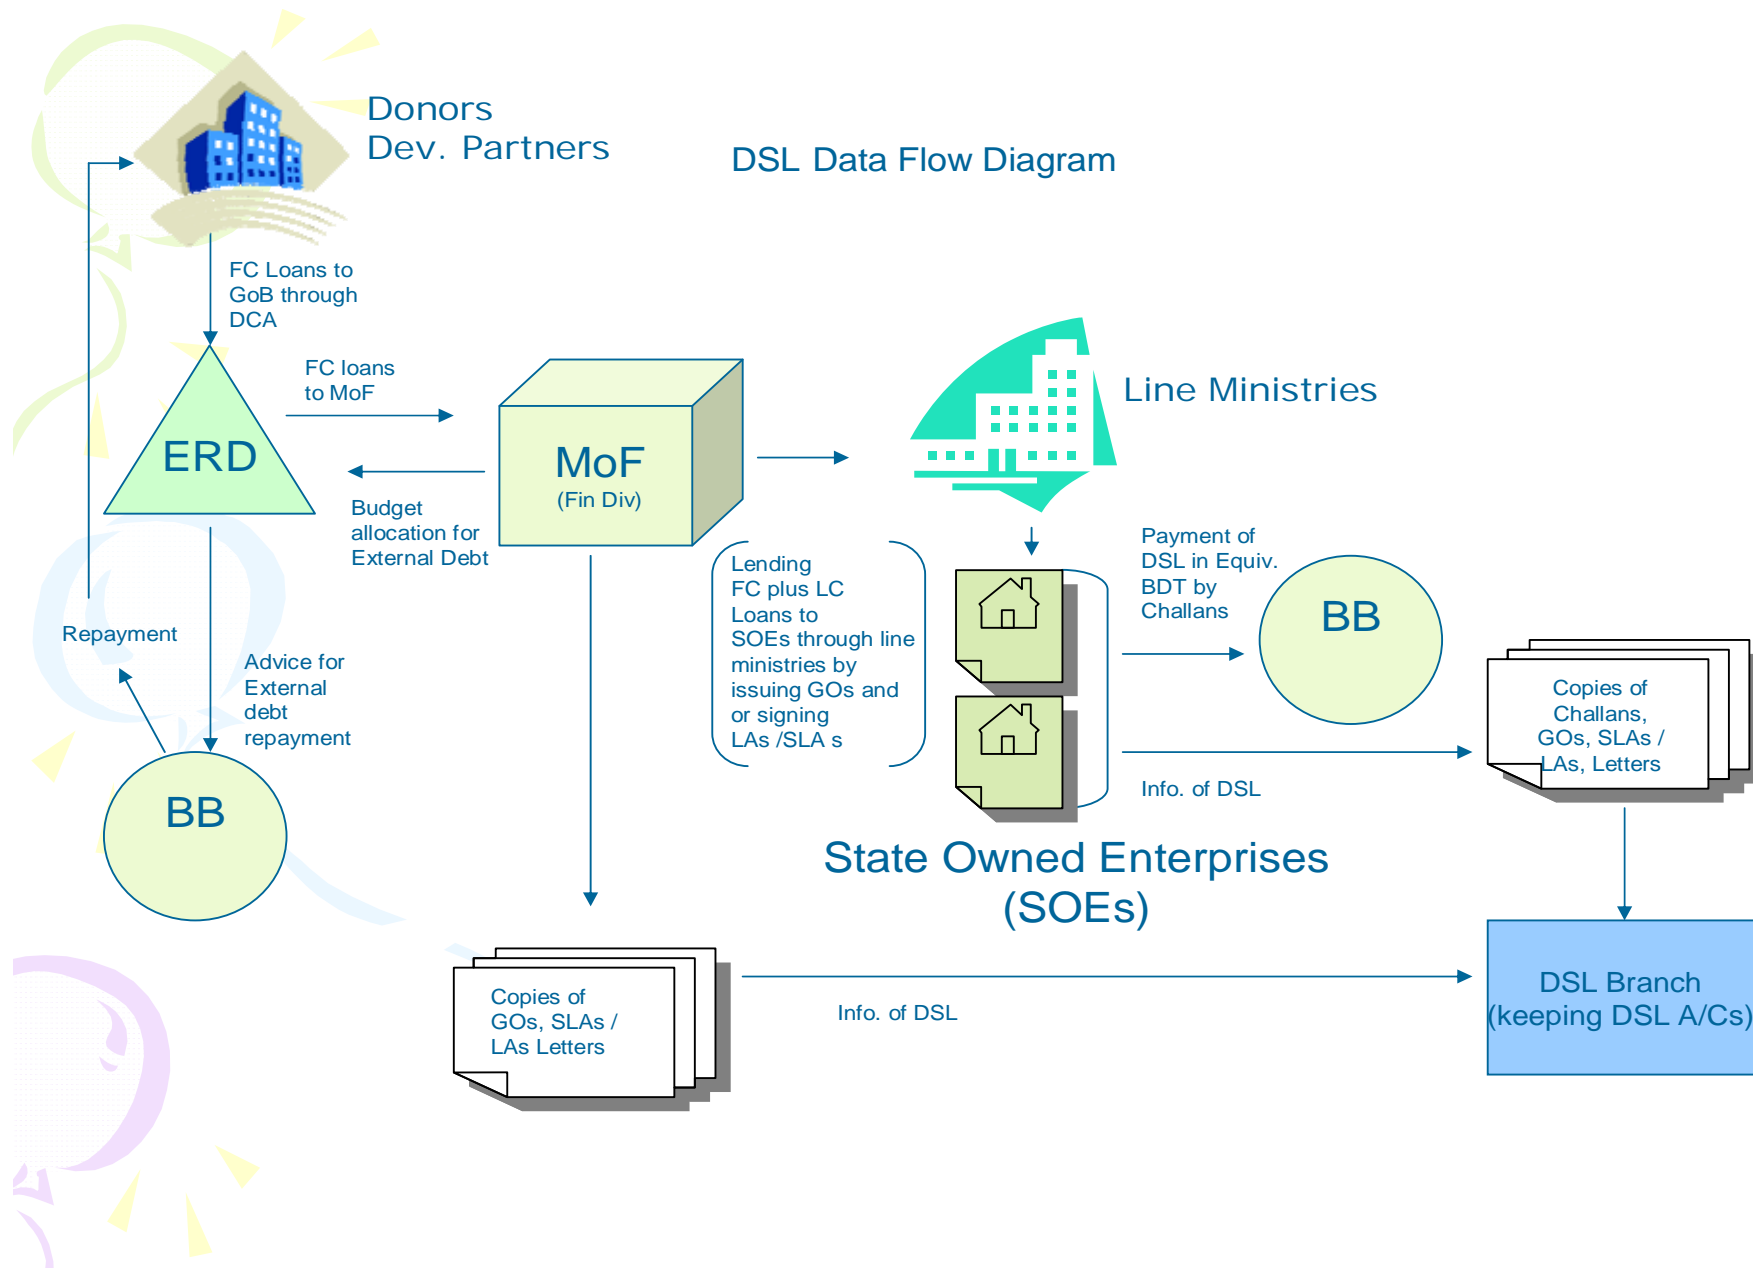 Donors
Dev. Partners
DSL Data Flow Diagram
FC Loans to
GoB through
DCA
FC loans
to MoF
ERD
MoF
(Fin Div)
Line Ministries
Budget
allocation for
External Debt
Lending
FC plus LC
Loans to
SOEs through line
ministries by
issuing GOs and
or signing
LAs /SLA s
Payment of
DSL in Equiv.
BDT by
Challans
BB
Repayment
Advice for
External
debt
repayment
Copies of
Challans,
GOs, SLAs /
LAs, Letters
Info. of DSL
BB
State Owned Enterprises
(SOEs)
Copies of
GOs, SLAs /
LAs Letters
Info. of DSL
DSL Branch
(keeping DSL A/Cs)